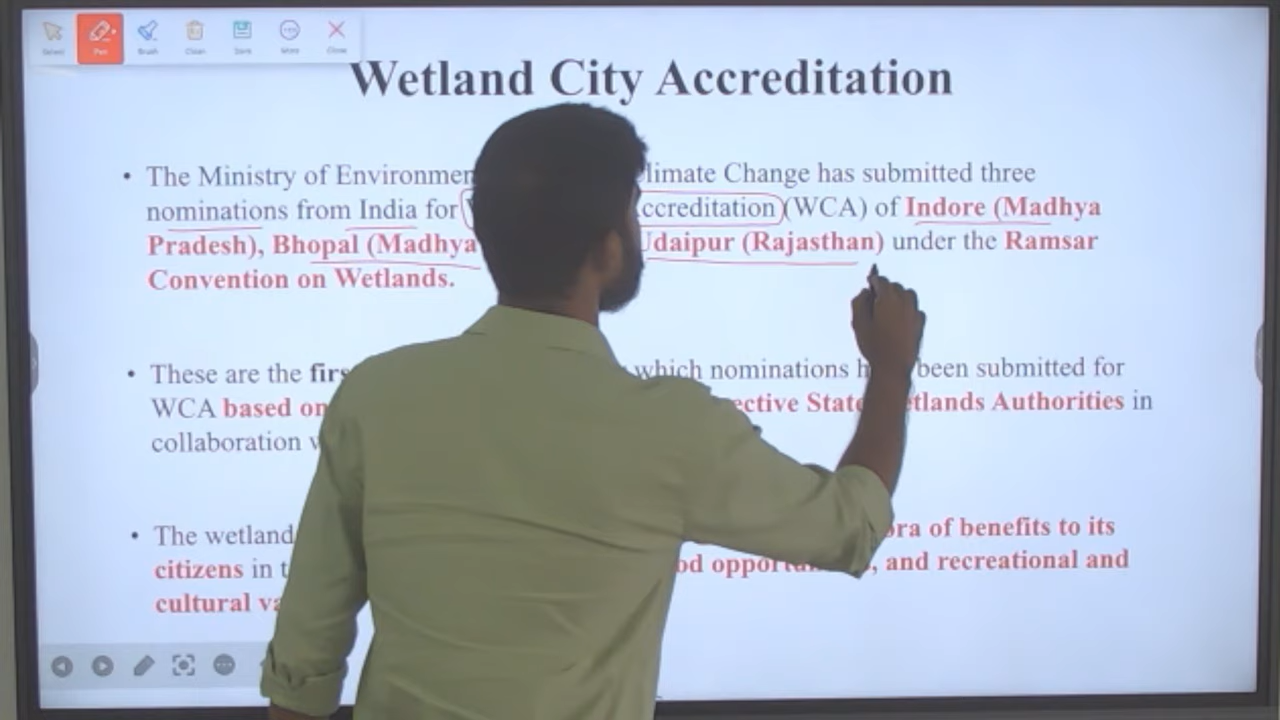 Select Pen Brush Clean Save More Close
Wetland City Accreditation
• The Ministry of Environmen limate Change has submitted three
nominations from India for ccreditation (WCA) of Indore (Madhya
Pradesh), Bhopal (Madhya Udaipur (Rajasthan) under the Ramsar
Convention on Wetlands.
• These are the firs which nominations h been submitted for
WCA based on ective State etlands Authorities in
collaboration w
• The wetland ora of benefits to its
citizens in t od oppor , and recreational and
cultural va